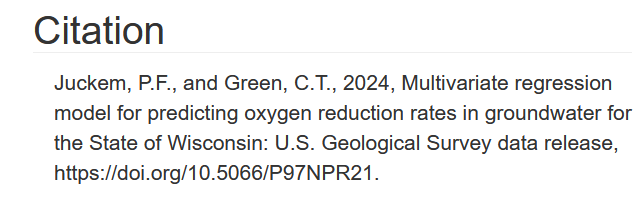 Citation
Juckem, P.F., and Green, C.T., 2024, Multivariate regression
model for predicting oxygen reduction rates in groundwater for
the State of Wisconsin: U.S. Geological Survey data release,
https://doi.org/10.5066/P97NPR21.